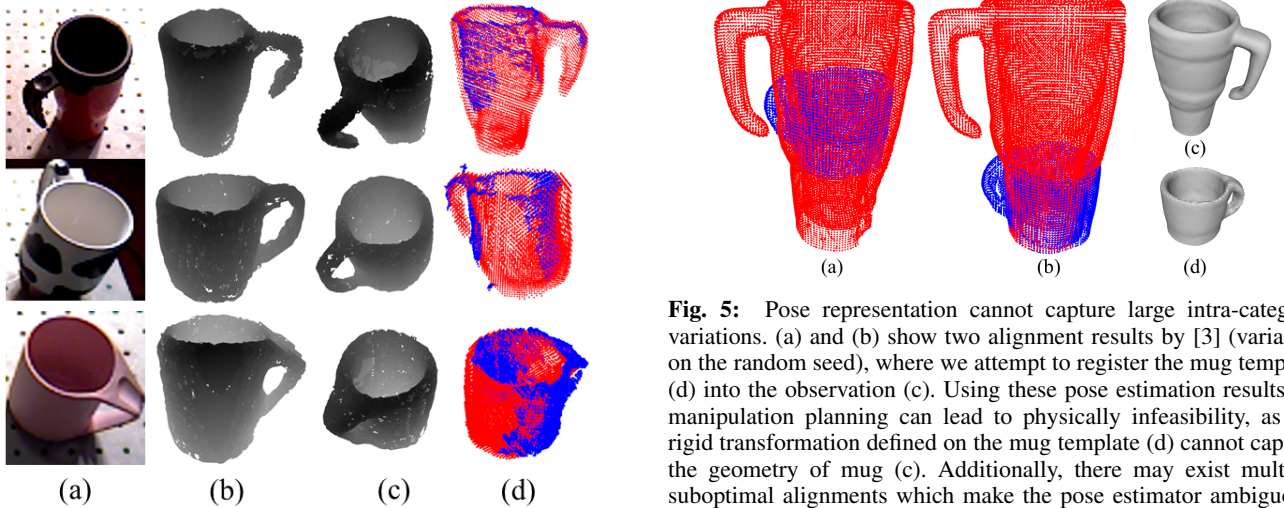 (a)
(b)
(c)
(d)
(a)
(b)
(c)
(d)
Fig. 5: Pose representation cannot capture large intra-categ
variations. (a) and (b) show two alignment results by [3] (varia
on the random seed), where we attempt to register the mug temp
(d) into the observation (c). Using these pose estimation results
manipulation planning can lead to physically infeasibility, as
rigid transformation defined on the mug template (d) cannot cap
the geometry of mug (c). Additionally, there may exist mult
suboptimal alignments which make the pose estimator ambigu